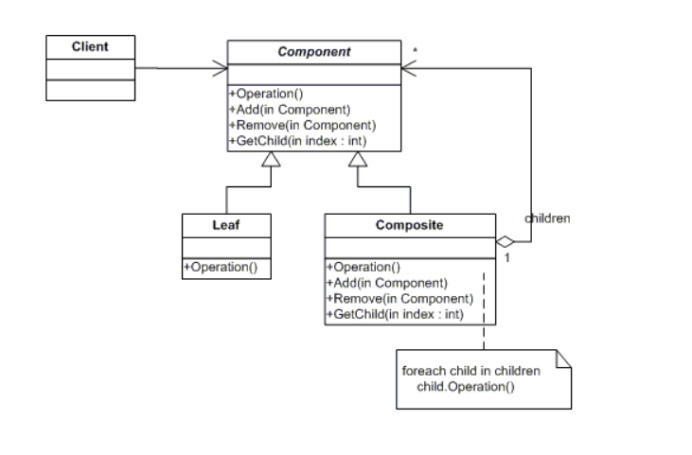 Client
Component
*
+Operation()
+Add(in Component)
+Remove(in Component)
+GetChild(in index : int)
Leaf
+Operation()
Composite
+Operation()
+Add(in Component)
+Remove(in Component)
+GetChild(in index : int)
children
1
foreach child in children
child.Operation()